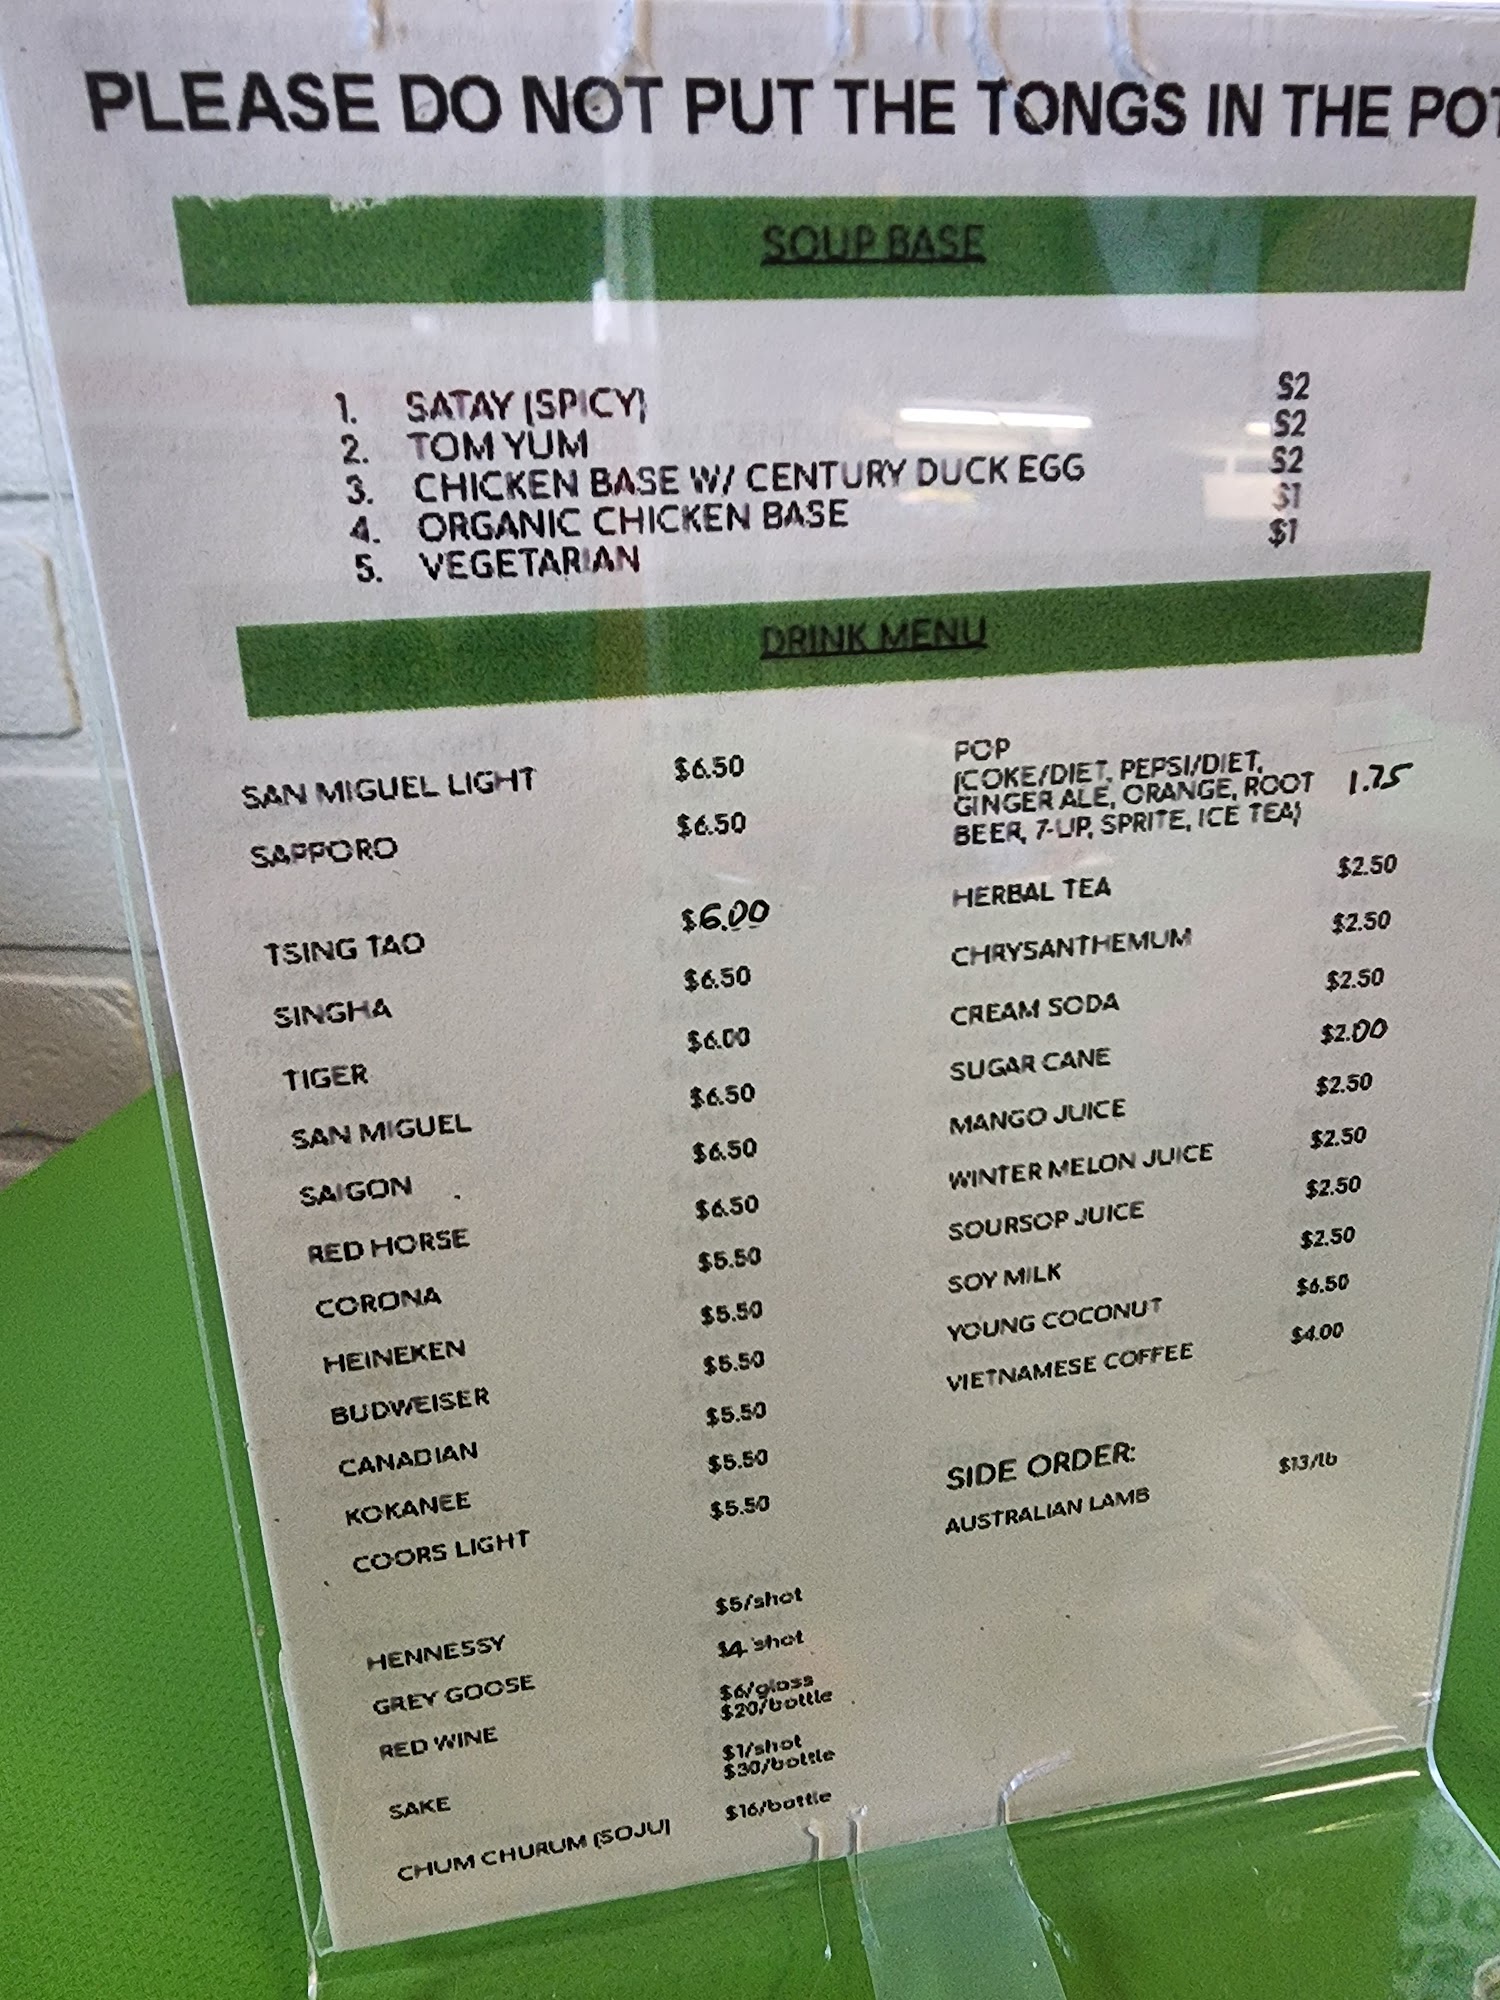 PLEASE DO NOT PUT THE TONGS IN THE POT
SOUP BASE
1. SATAY (SPICY) $2
2. TOM YUM $2
3. CHICKEN BASE W/ CENTURY DUCK EGG $2
4. ORGANIC CHICKEN BASE $1
5. VEGETARIAN $1
DRINK MENU
SAN MIGUEL LIGHT $6.50
SAPPORO $6.50
TSING TAO $6.00
SINGHA $6.50
TIGER $6.00
SAN MIGUEL $6.50
SAIGON $6.50
RED HORSE $6.50
CORONA $5.50
HEINEKEN $5.50
BUDWEISER $5.50
CANADIAN $5.50
KOKANEE $5.50
COORS LIGHT $5.50
HENNESSY $5/shot
GREY GOOSE $4 shot
RED WINE $6/glass
$20/bottle
SAKE $1/shot
$30/bottle
CHUM CHURUM (SOJU) $16/bottle
POP
(COKE/DIET, PEPSI/DIET,
GINGER ALE, ORANGE, ROOT 1.75
BEER, 7-UP, SPRITE, ICE TEA)
HERBAL TEA $2.50
CHRYSANTHEMUM $2.50
CREAM SODA $2.50
SUGAR CANE $2.00
MANGO JUICE $2.50
WINTER MELON JUICE $2.50
SOURSOP JUICE $2.50
SOY MILK $2.50
YOUNG COCONUT $6.50
VIETNAMESE COFFEE $4.00
SIDE ORDER:
AUSTRALIAN LAMB $13/lb